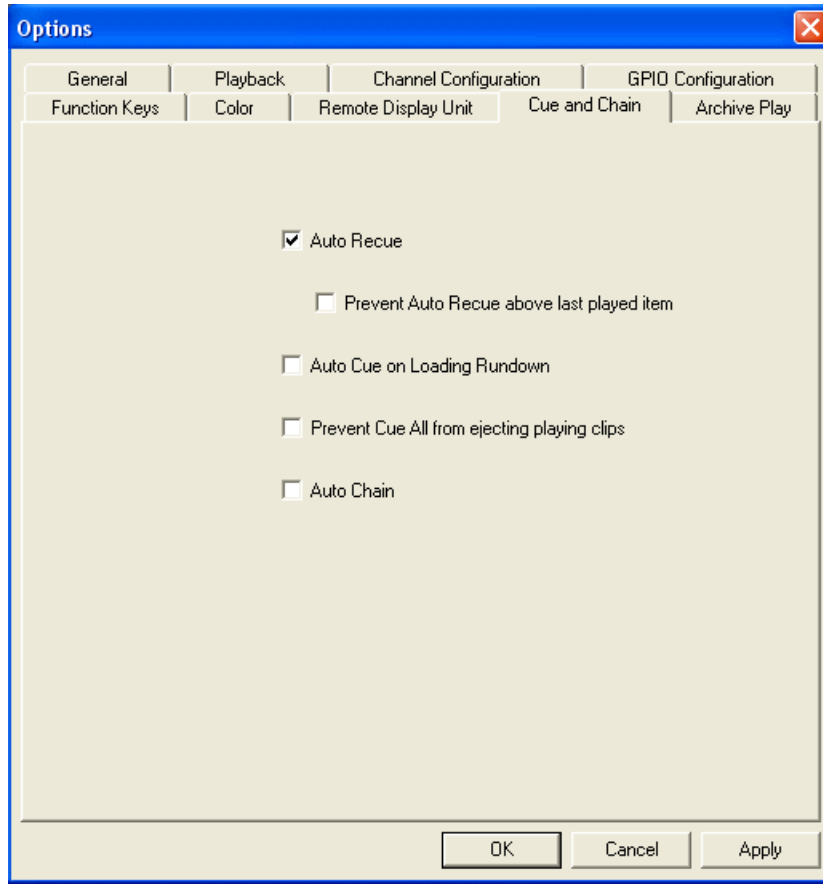 Options
General Playback Channel Configuration GPIO Configuration
Function Keys Color Remote Display Unit Cue and Chain Archive Play
Auto Recue
Prevent Auto Recue above last played item
Auto Cue on Loading Rundown
Prevent Cue All from ejecting playing clips
Auto Chain
OK Cancel Apply